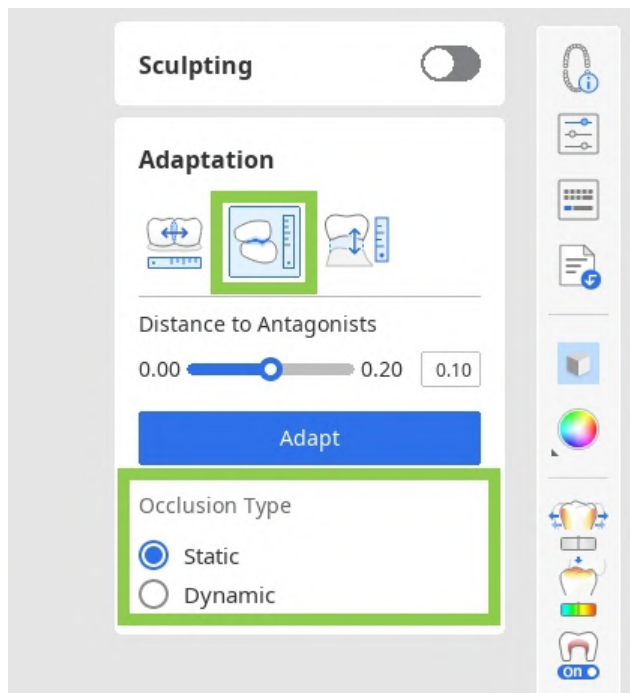 Sculpting
Adaptation
Distance to Antagonists
0.00 0.20 0.10
Adapt
Occlusion Type
Static
Dynamic
On